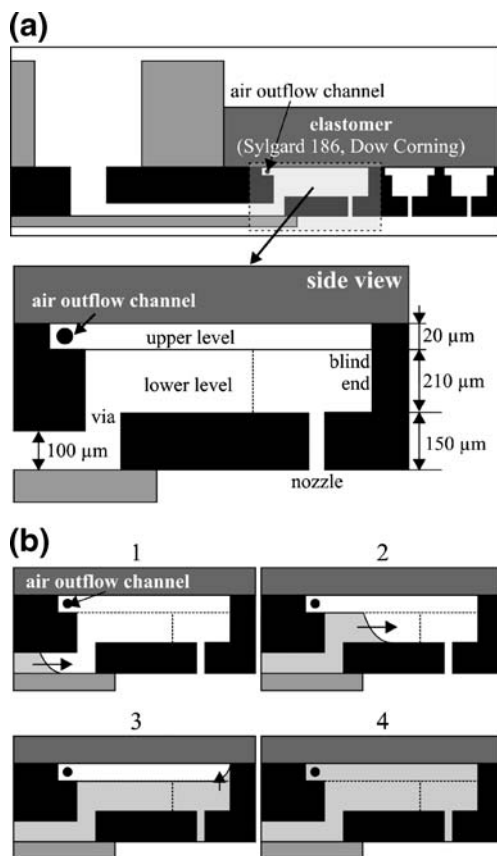 (a)
air outflow channel
elastomer
(Sylgard 186, Dow Corning)
side view
air outflow channel
upper level
20 µm
lower level
blind
end
210 µm
via
100 µm
150 µm
nozzle
(b)
1
2
air outflow channel
3
4